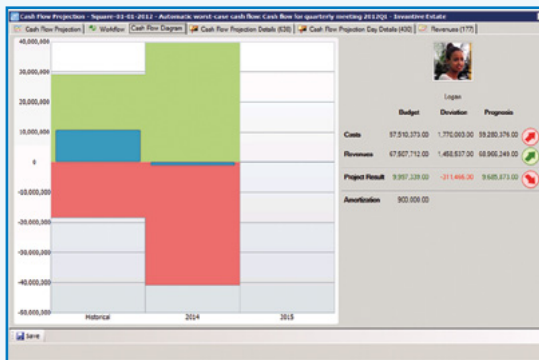 Cash Flow Projection - Square-01-01-2012 - Automatic worst-case cash flow: Cash flow for quarterly meeting 2012Q1 - Inventive Estate
Cash Flow Projection Workflow Cash Flow Diagram Cash Flow Projection Details (630) Cash Flow Projection Day Details (430) Revenues (177)
40,000,000
30,000,000
20,000,000
10,000,000
0
-10,000,000
-20,000,000
-30,000,000
-40,000,000
-50,000,000
Historical 2014 2015
Logan
Budget Deviation Prognosis
Costs 57,510,373.00 1,770,003.00 59,280,376.00
Revenues 67,507,712.00 1,458,537.00 68,966,249.00
Project Result 9,997,339.00 -311,466.00 9,685,873.00
Amortization 900,000.00
Save